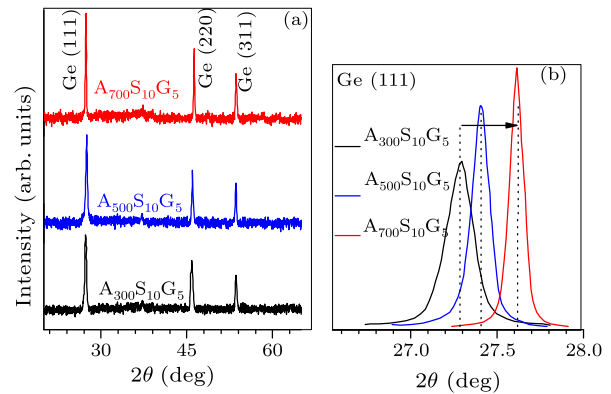 (a)
Ge (111)
Ge (220)
Ge (311)
A700S10G5
A500S10G5
A300S10G5
Intensity (arb. units)
30 45 60
2θ (deg)
Ge (111) (b)
A300S10G5
A500S10G5
A700S10G5
27.0 27.5 28.0
2θ (deg)